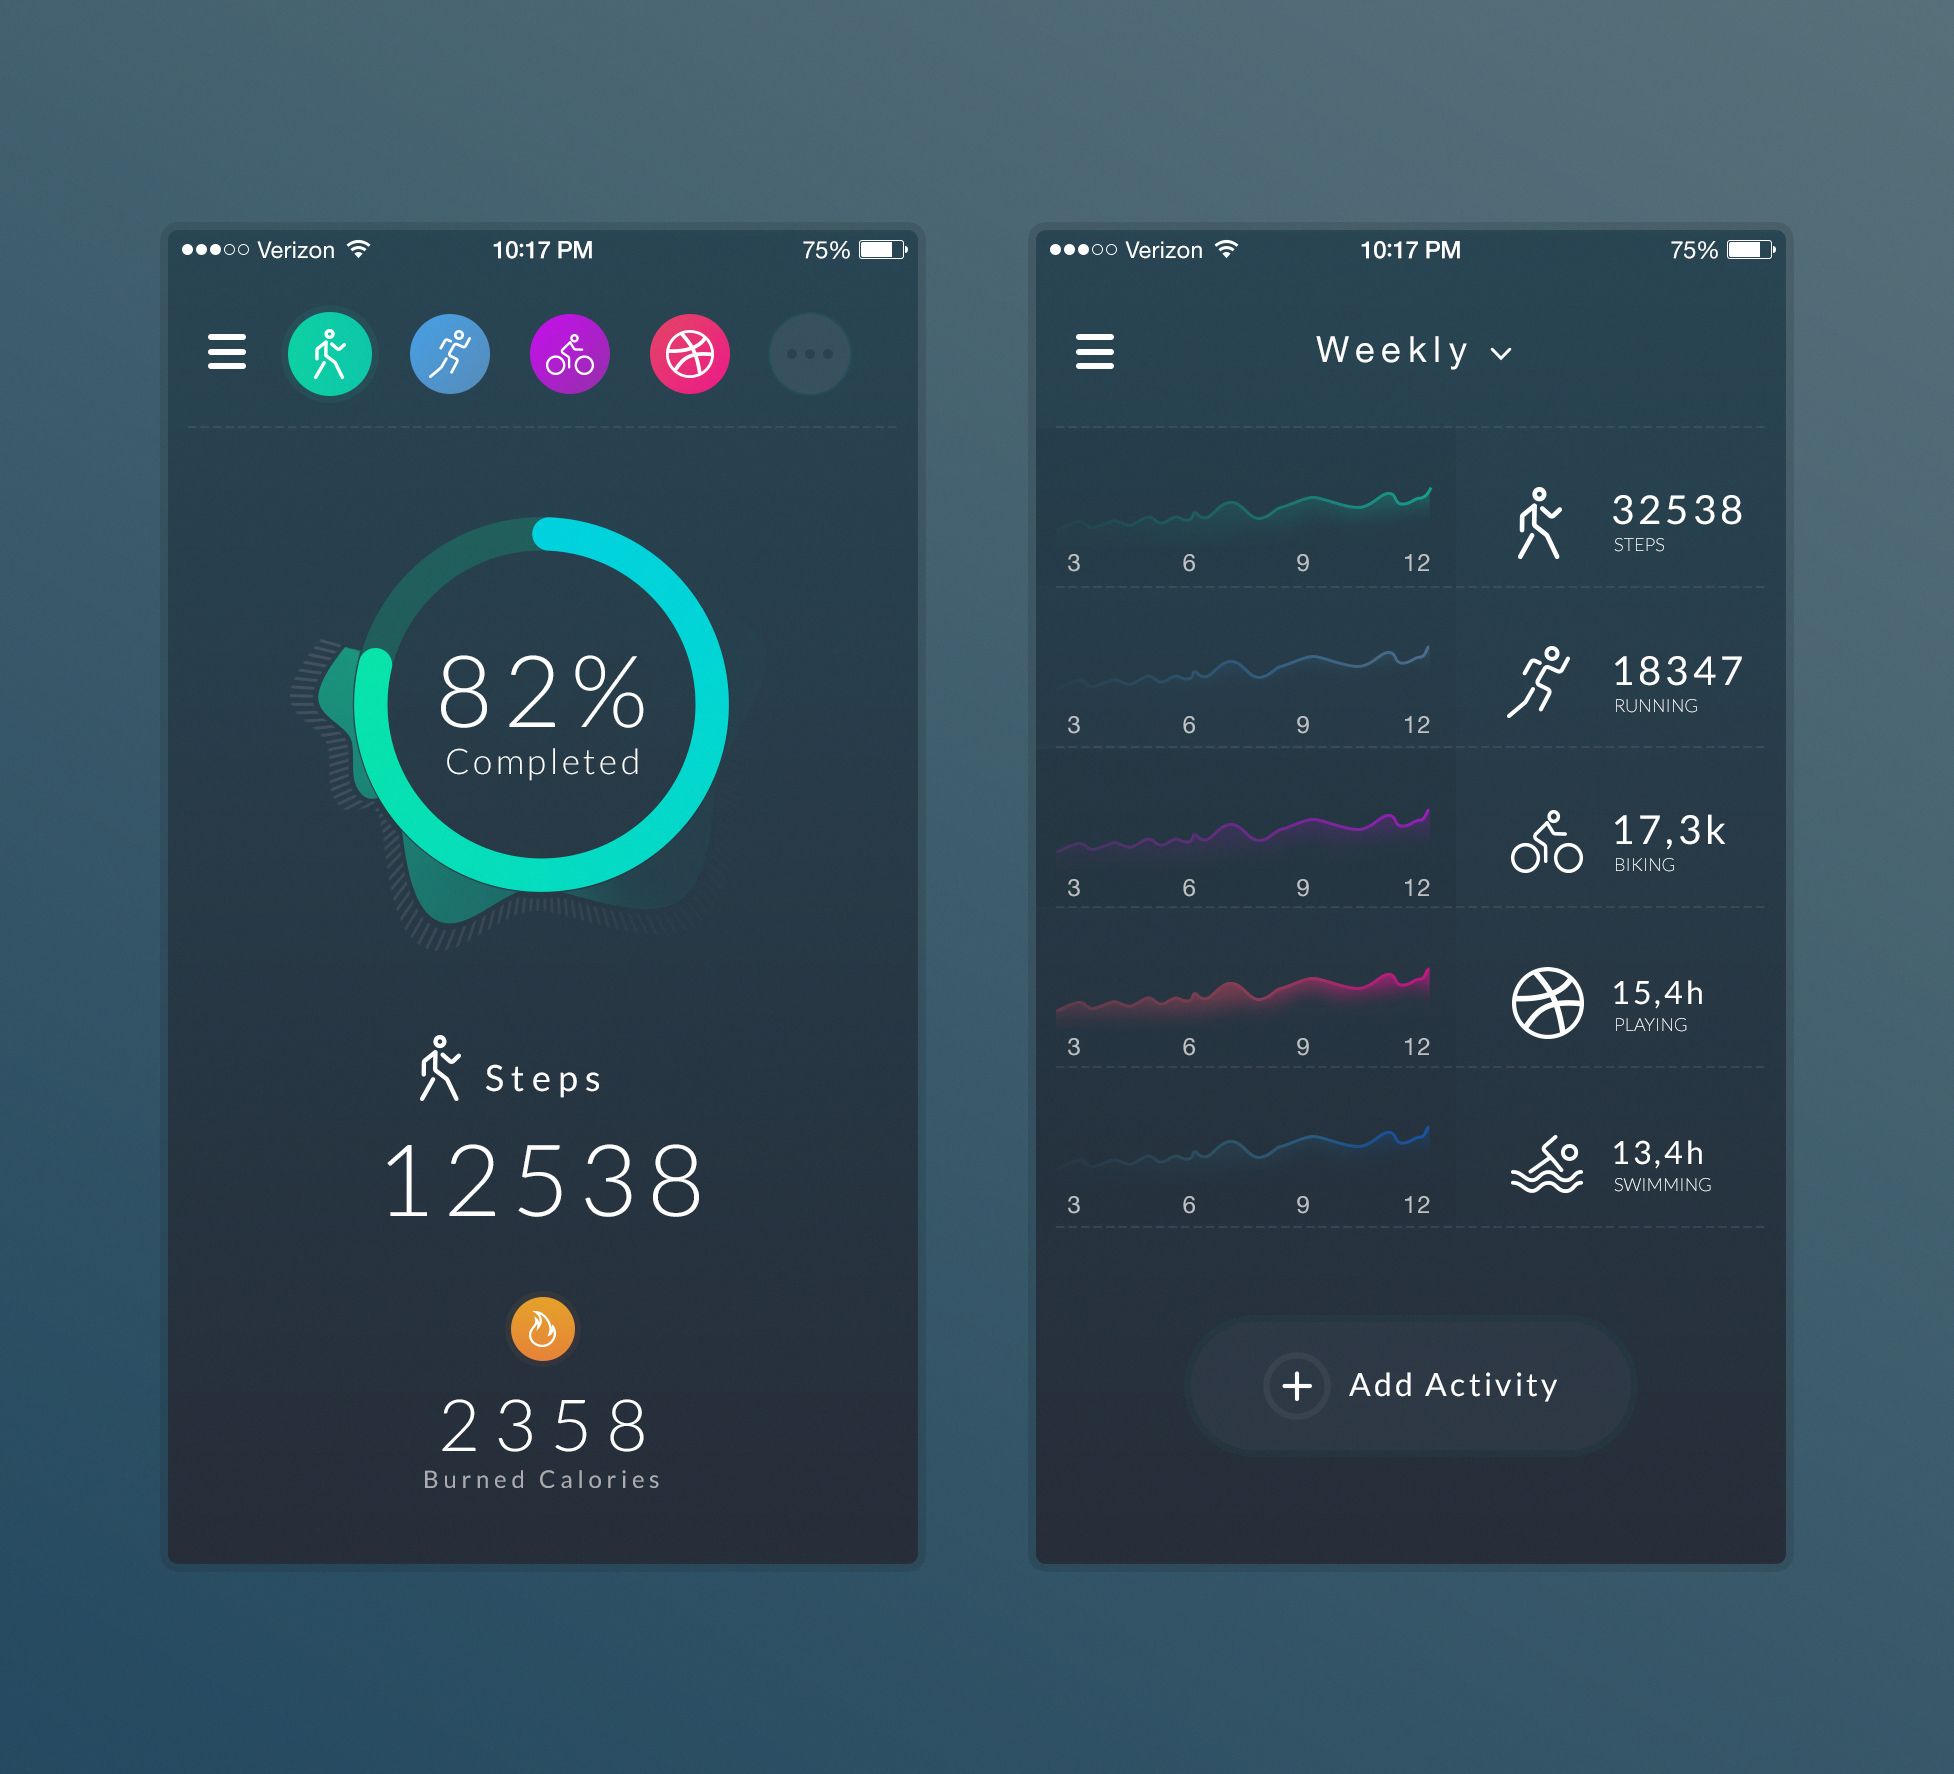 Verizon 10:17 PM 75%
82%
Completed
Steps
12538
2358
Burned Calories
Verizon 10:17 PM 75%
Weekly
3 6 9 12
32538
STEPS
3 6 9 12
18347
RUNNING
3 6 9 12
17,3k
BIKING
3 6 9 12
15,4h
PLAYING
3 6 9 12
13,4h
SWIMMING
Add Activity